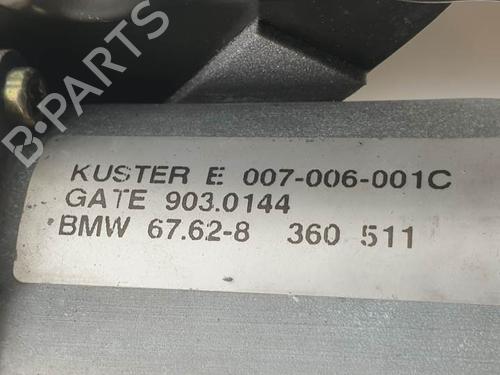 B-PARTS
KUSTER E 007-006-001C
GATE 903.0144
BMW 67.62-8 360 511